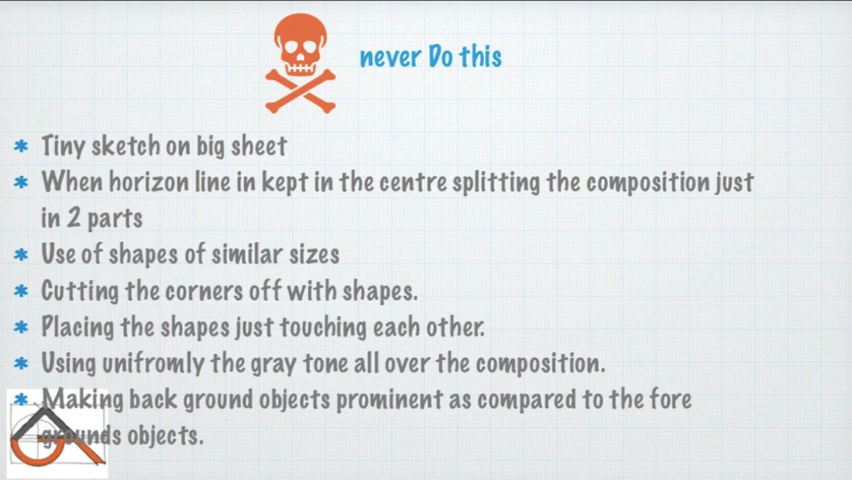 never Do this
* Tiny sketch on big sheet
* When horizon line in kept in the centre splitting the composition just
in 2 parts
* Use of shapes of similar sizes
* Cutting the corners off with shapes.
* Placing the shapes just touching each other.
* Using unifromly the gray tone all over the composition.
* Making back ground objects prominent as compared to the fore
grounds objects.